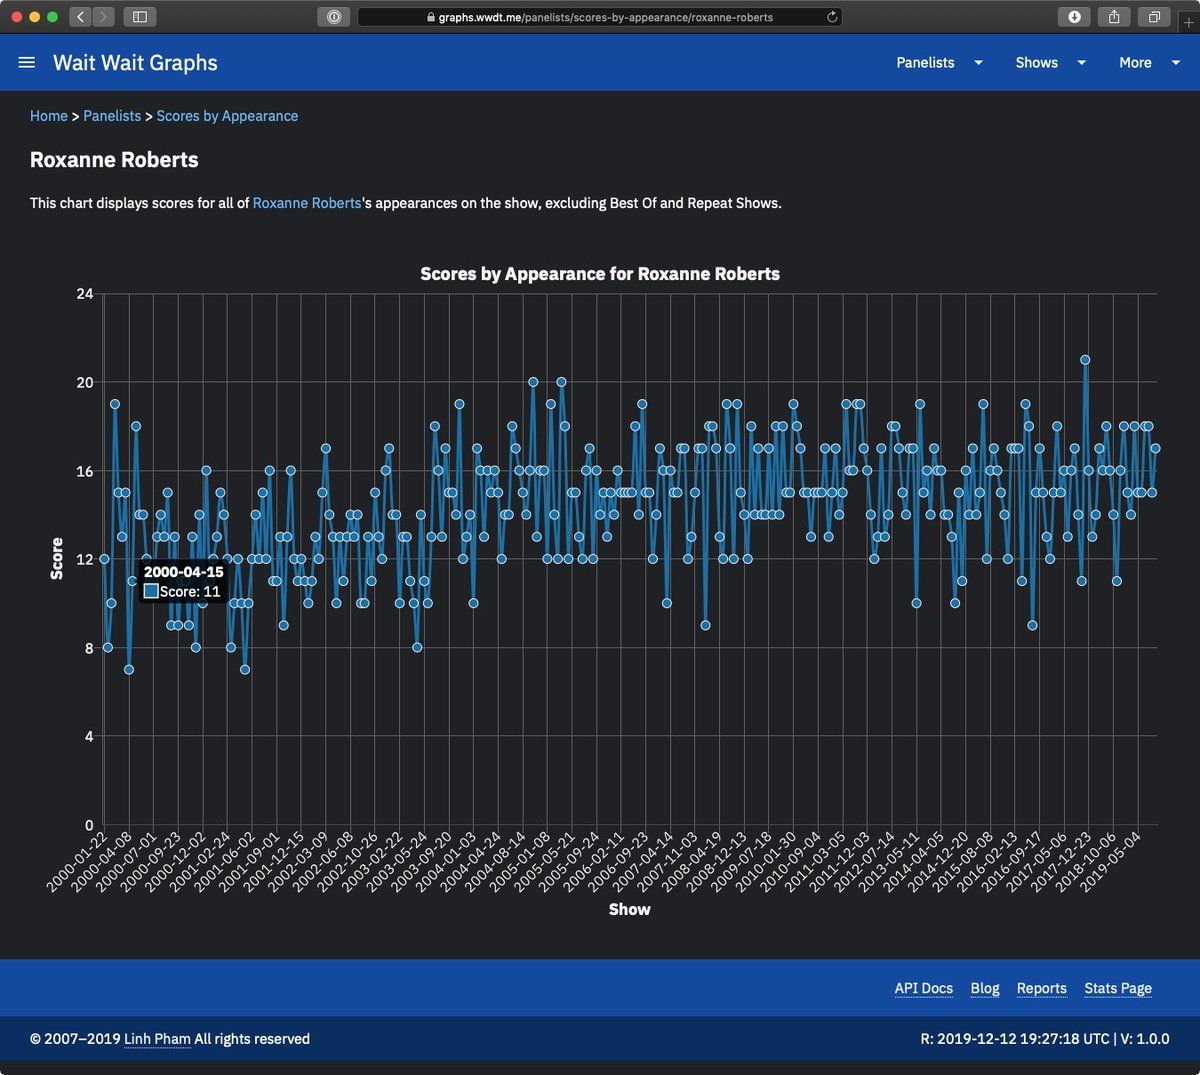 graphs.wwdt.me/panelists/scores-by-appearance/roxanne-roberts
Wait Wait Graphs
Panelists
Shows
More
Home > Panelists > Scores by Appearance
Roxanne Roberts
This chart displays scores for all of Roxanne Roberts's appearances on the show, excluding Best Of and Repeat Shows.
Scores by Appearance for Roxanne Roberts
24
20
16
12
8
4
0
Score
2000-04-15
Score: 11
2000-01-22
2000-04-08
2000-07-01
2000-09-23
2000-12-02
2001-02-24
2001-06-02
2001-09-01
2001-12-15
2002-03-09
2002-06-08
2002-10-26
2003-02-22
2003-05-24
2003-09-20
2004-01-03
2004-04-24
2004-08-14
2005-01-08
2005-05-21
2005-09-24
2006-02-11
2006-09-23
2007-04-14
2007-11-03
2008-04-19
2008-12-13
2009-07-18
2010-01-30
2010-09-04
2011-03-05
2011-12-03
2012-07-14
2013-05-11
2014-04-05
2014-12-20
2015-08-08
2016-02-13
2016-09-17
2017-05-06
2017-12-23
2018-10-06
2019-05-04
Show
API Docs
Blog
Reports
Stats Page
© 2007–2019 Linh Pham All rights reserved
R: 2019-12-12 19:27:18 UTC | V: 1.0.0